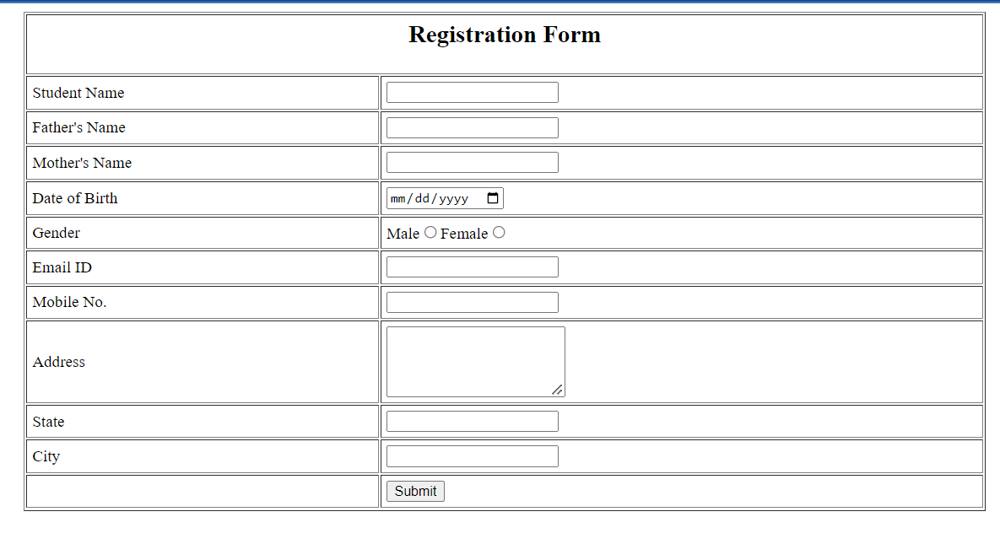 Registration Form
Student Name
Father's Name
Mother's Name
Date of Birth mm/dd/yyyy
Gender Male Female
Email ID
Mobile No.
Address
State
City
Submit